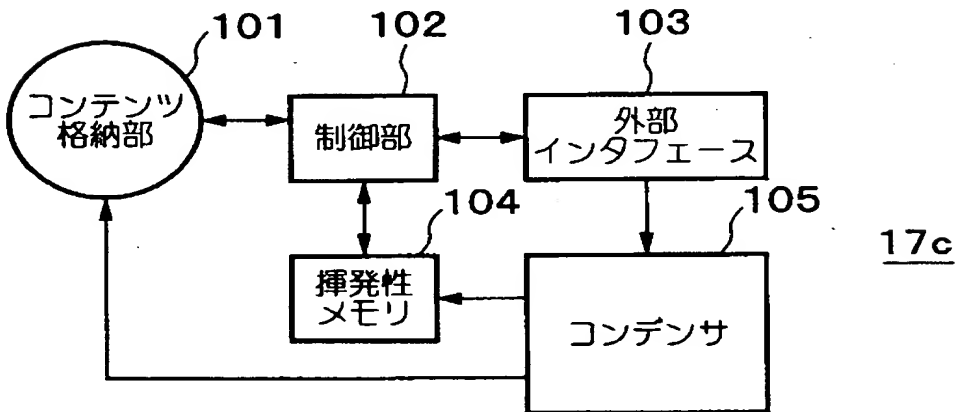 101
102
103
コンテンツ
格納部
制御部
外部
インタフェース
104
105
揮発性
メモリ
コンデンサ
17c